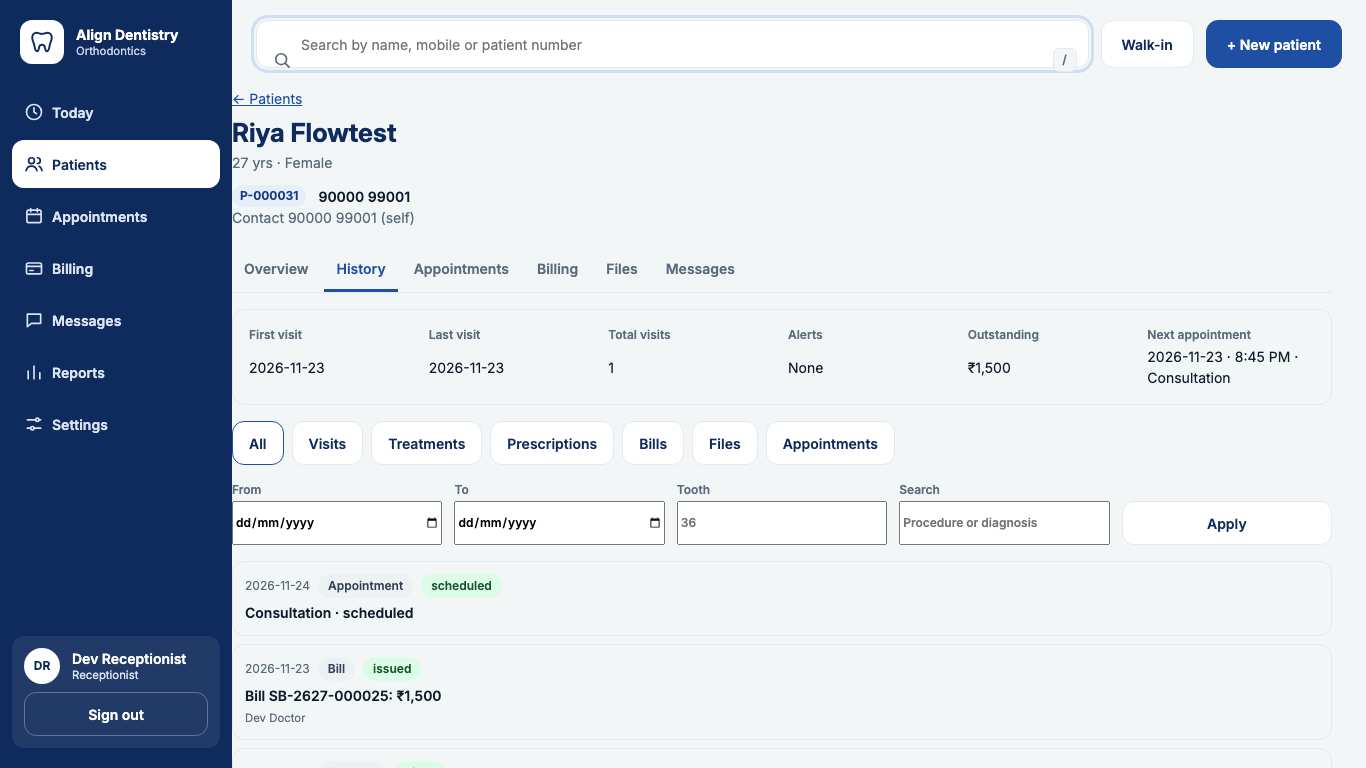 Align Dentistry
Orthodontics
Today
Patients
Appointments
Billing
Messages
Reports
Settings
DR
Dev Receptionist
Receptionist
Sign out
Search by name, mobile or patient number
/
Walk-in
+ New patient
← Patients
Riya Flowtest
27 yrs · Female
P-000031 90000 99001
Contact 90000 99001 (self)
Overview History Appointments Billing Files Messages
First visit Last visit Total visits Alerts Outstanding Next appointment
2026-11-23 2026-11-23 1 None ₹1,500 2026-11-23 · 8:45 PM ·
Consultation
All Visits Treatments Prescriptions Bills Files Appointments
From To Tooth Search
dd/mm/yyyy dd/mm/yyyy 36 Procedure or diagnosis Apply
2026-11-24 Appointment scheduled
Consultation · scheduled
2026-11-23 Bill issued
Bill SB-2627-000025: ₹1,500
Dev Doctor